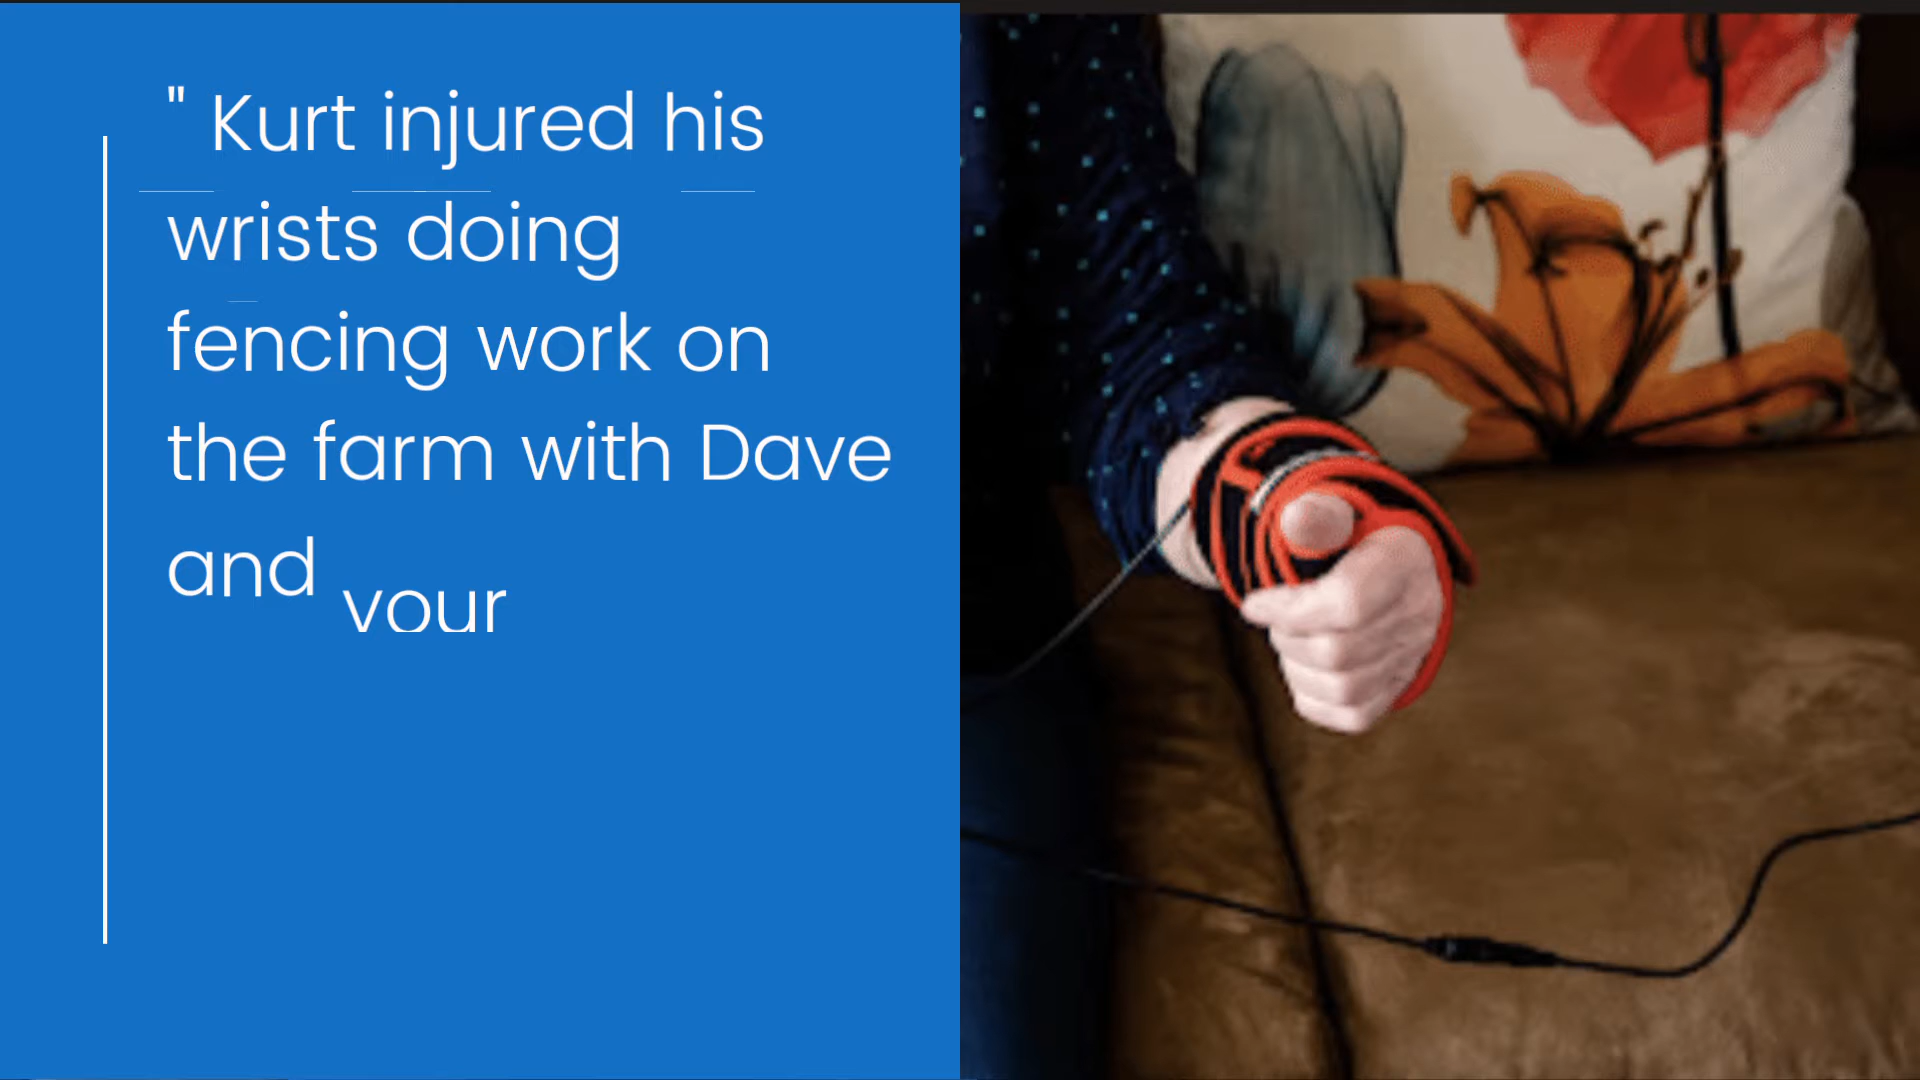 " Kurt injured his
wrists doing
fencing work on
the farm with Dave
and your